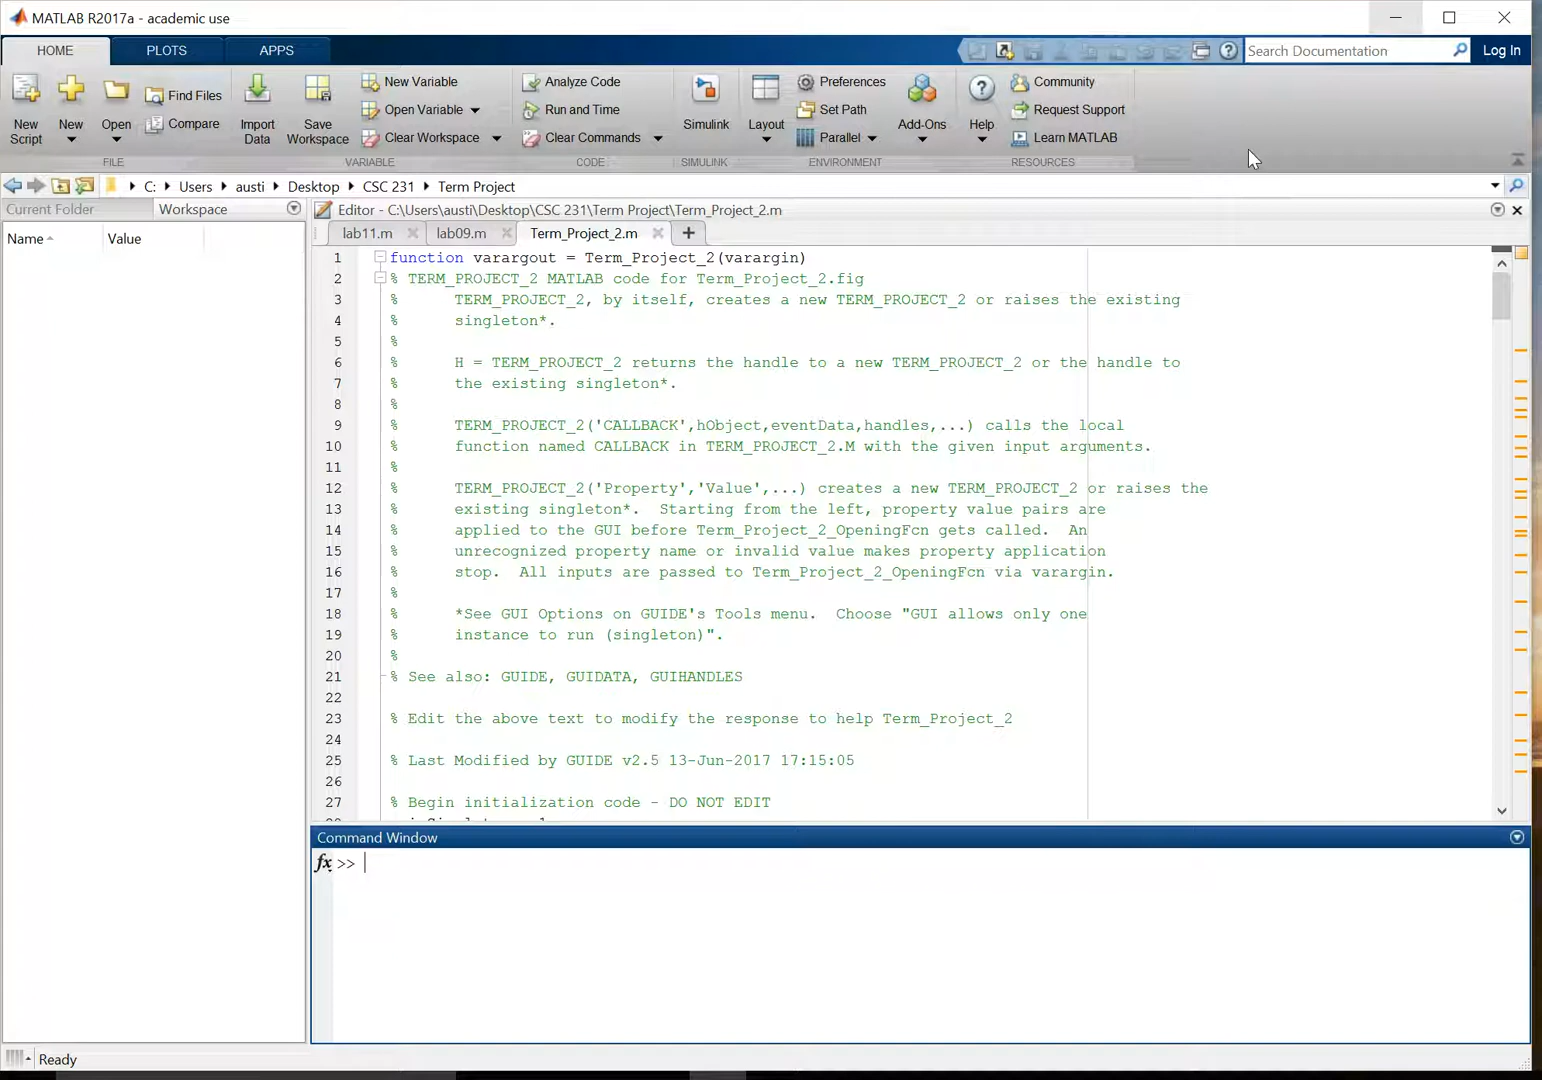 MATLAB R2017a - academic use
HOME PLOTS APPS
Search Documentation Log In
New Script
New
Open
Find Files
Compare
FILE
Import Data
Save Workspace
New Variable
Open Variable
Clear Workspace
VARIABLE
Analyze Code
Run and Time
Clear Commands
CODE
Simulink
SIMULINK
Layout
Preferences
Set Path
Parallel
Add-Ons
ENVIRONMENT
Help
Community
Request Support
Learn MATLAB
RESOURCES
C: Users austi Desktop CSC 231 Term Project
Current Folder Workspace
Name Value
Editor - C:\Users\austi\Desktop\CSC 231\Term Project\Term_Project_2.m
lab11.m lab09.m Term_Project_2.m
1 function varargout = Term_Project_2(varargin)
2 % TERM_PROJECT_2 MATLAB code for Term_Project_2.fig
3 % TERM_PROJECT_2, by itself, creates a new TERM_PROJECT_2 or raises the existing
4 % singleton*.
5 %
6 % H = TERM_PROJECT_2 returns the handle to a new TERM_PROJECT_2 or the handle to
7 % the existing singleton*.
8 %
9 % TERM_PROJECT_2('CALLBACK',hObject,eventData,handles,...) calls the local
10 % function named CALLBACK in TERM_PROJECT_2.M with the given input arguments.
11 %
12 % TERM_PROJECT_2('Property','Value',...) creates a new TERM_PROJECT_2 or raises the
13 % existing singleton*. Starting from the left, property value pairs are
14 % applied to the GUI before Term_Project_2_OpeningFcn gets called. An
15 % unrecognized property name or invalid value makes property application
16 % stop. All inputs are passed to Term_Project_2_OpeningFcn via varargin.
17 %
18 % *See GUI Options on GUIDE's Tools menu. Choose "GUI allows only one
19 % instance to run (singleton)".
20 %
21 % See also: GUIDE, GUIDATA, GUIHANDLES
22
23 % Edit the above text to modify the response to help Term_Project_2
24
25 % Last Modified by GUIDE v2.5 13-Jun-2017 17:15:05
26
27 % Begin initialization code - DO NOT EDIT
Command Window
fx >>
Ready